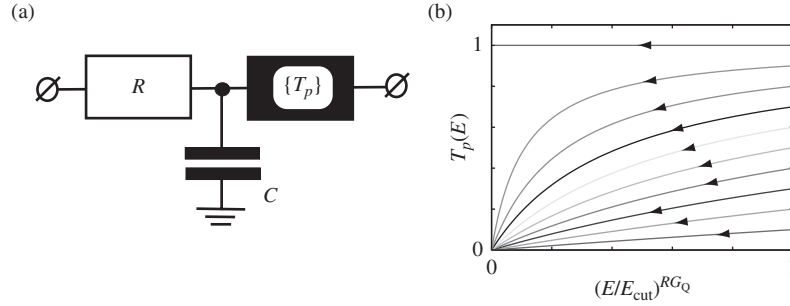 (a)
R
{T_p}
C
(b)
1
T_p(E)
0
0
(E/E_cut)^{RG_Q}